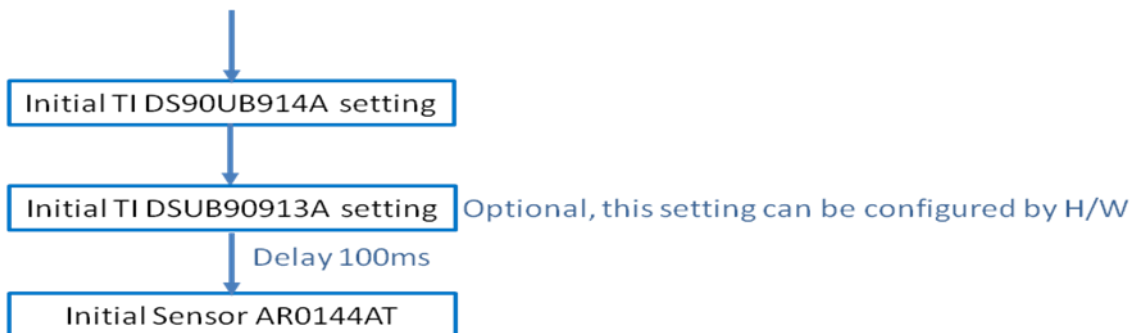 Initial TI DS90UB914A setting
Initial TI DSUB90913A setting Optional, this setting can be configured by H/W
Delay 100ms
Initial Sensor AR0144AT